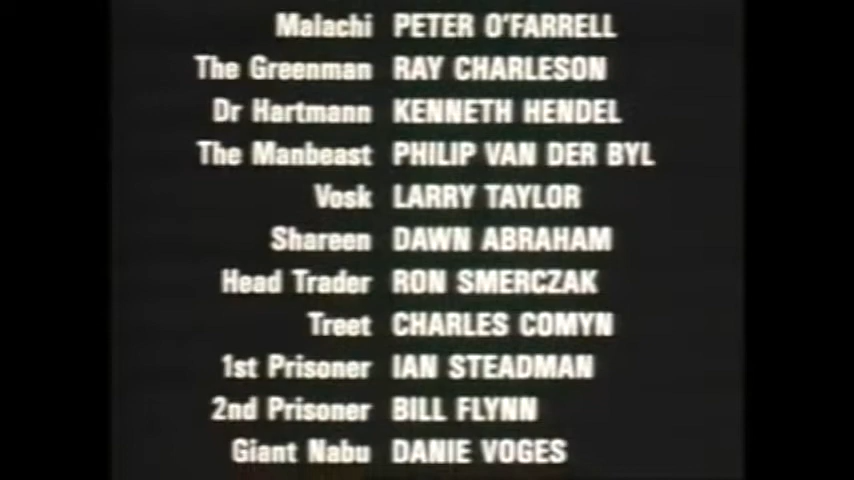 Malachi PETER O'FARRELL
The Greenman RAY CHARLESON
Dr Hartmann KENNETH HENDEL
The Manbeast PHILIP VAN DER BYL
Vosk LARRY TAYLOR
Shareen DAWN ABRAHAM
Head Trader RON SMERCZAK
Treet CHARLES COMYN
1st Prisoner IAN STEADMAN
2nd Prisoner BILL FLYNN
Giant Nabu DANIE VOGES